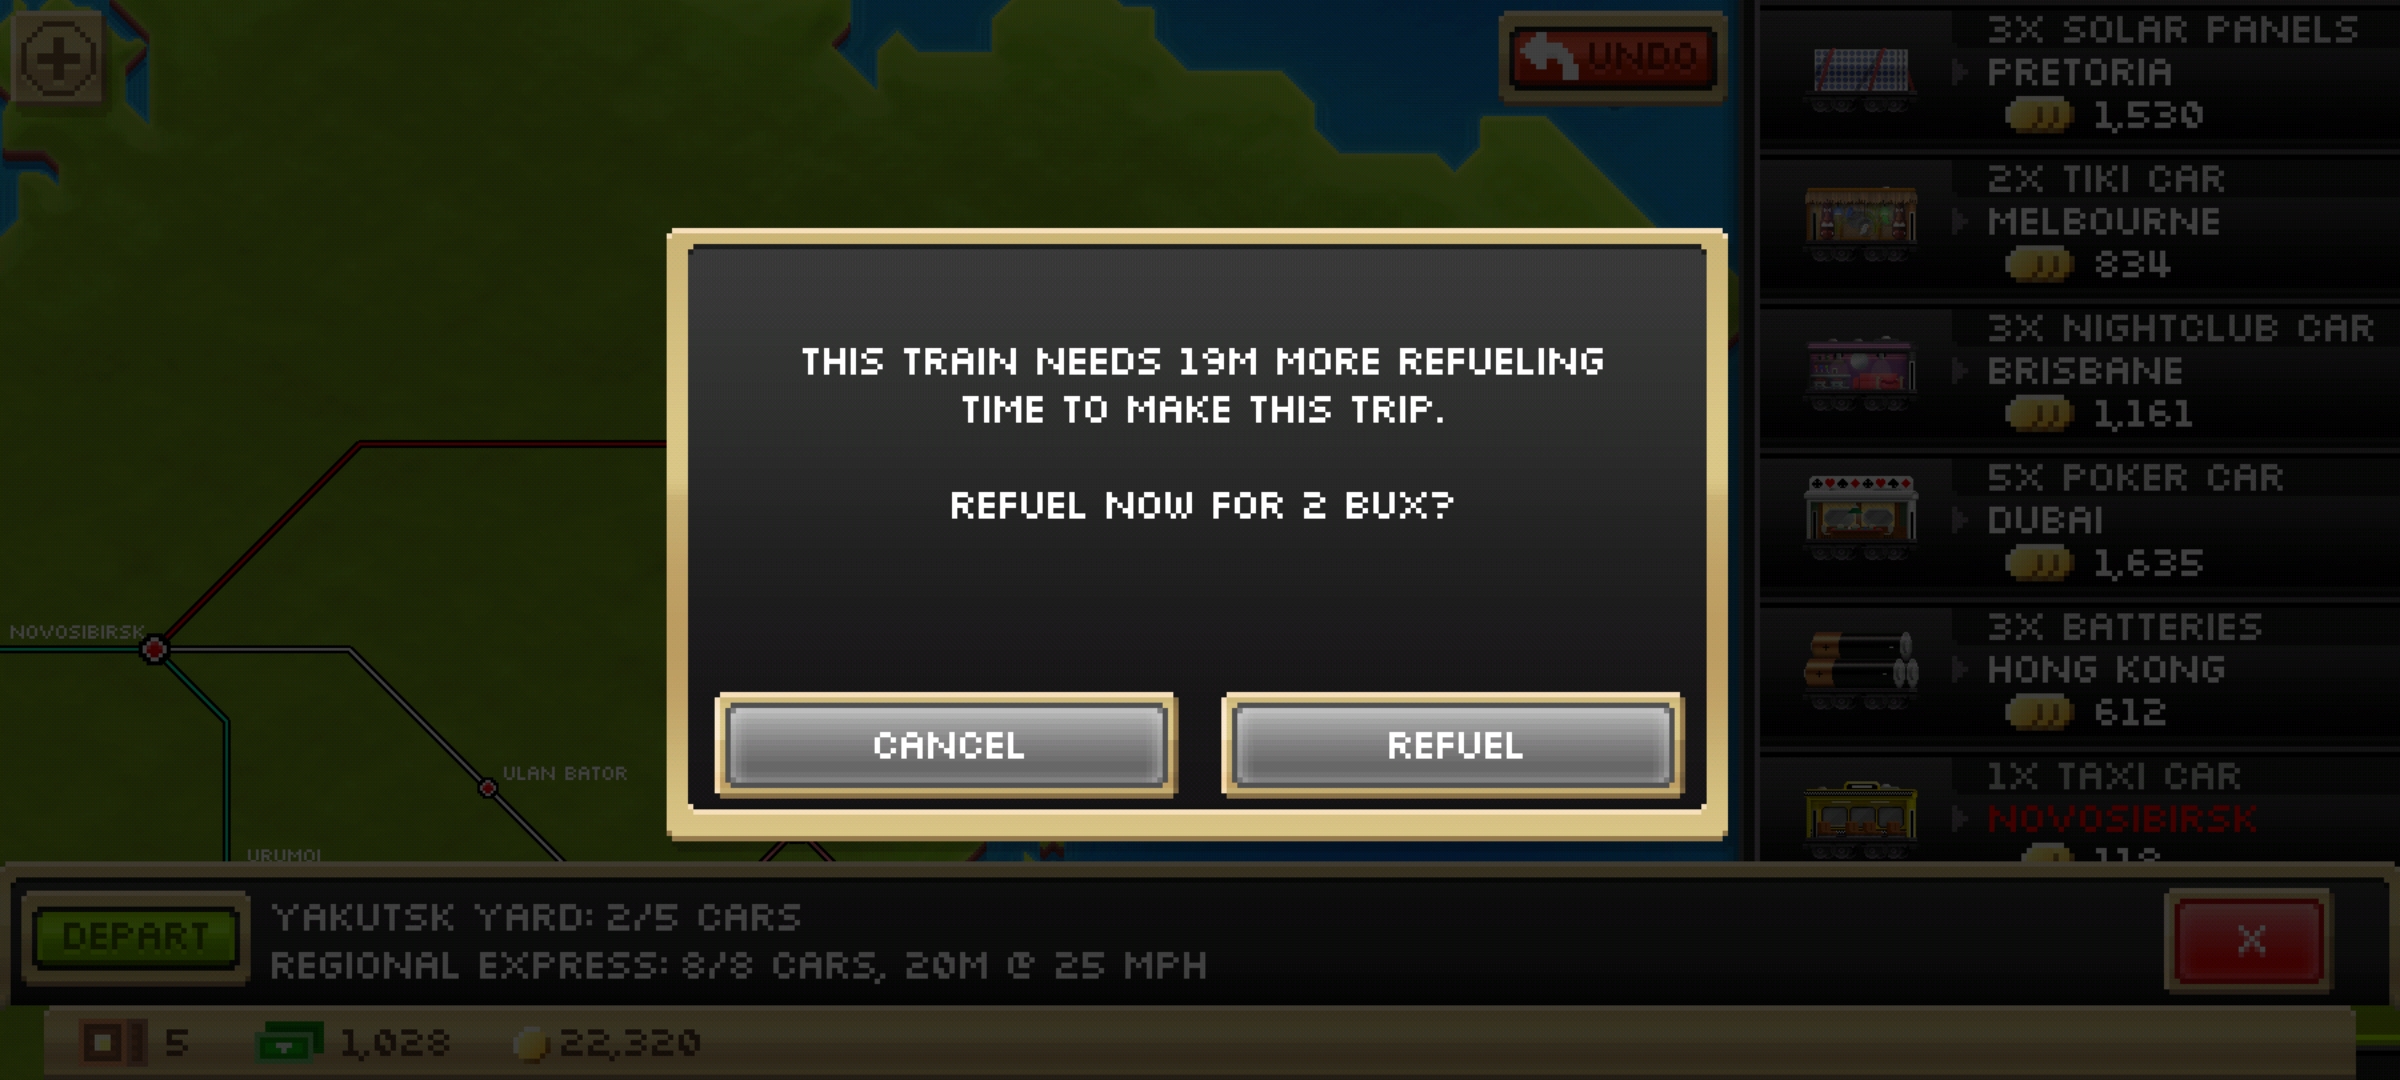 UNDO
3X SOLAR PANELS
PRETORIA
1,530
2X TIKI CAR
MELBOURNE
834
3X NIGHTCLUB CAR
BRISBANE
1,161
5X POKER CAR
DUBAI
1,635
3X BATTERIES
HONG KONG
612
1X TAXI CAR
NOVOSIBIRSK
THIS TRAIN NEEDS 19M MORE REFUELING
TIME TO MAKE THIS TRIP.
REFUEL NOW FOR 2 BUX?
CANCEL
REFUEL
NOVOSIBIRSK
ULAN BATOR
URUMQI
DEPART
YAKUTSK YARD: 2/5 CARS
REGIONAL EXPRESS: 8/8 CARS, 20M @ 25 MPH
X
5
1,028
22,320